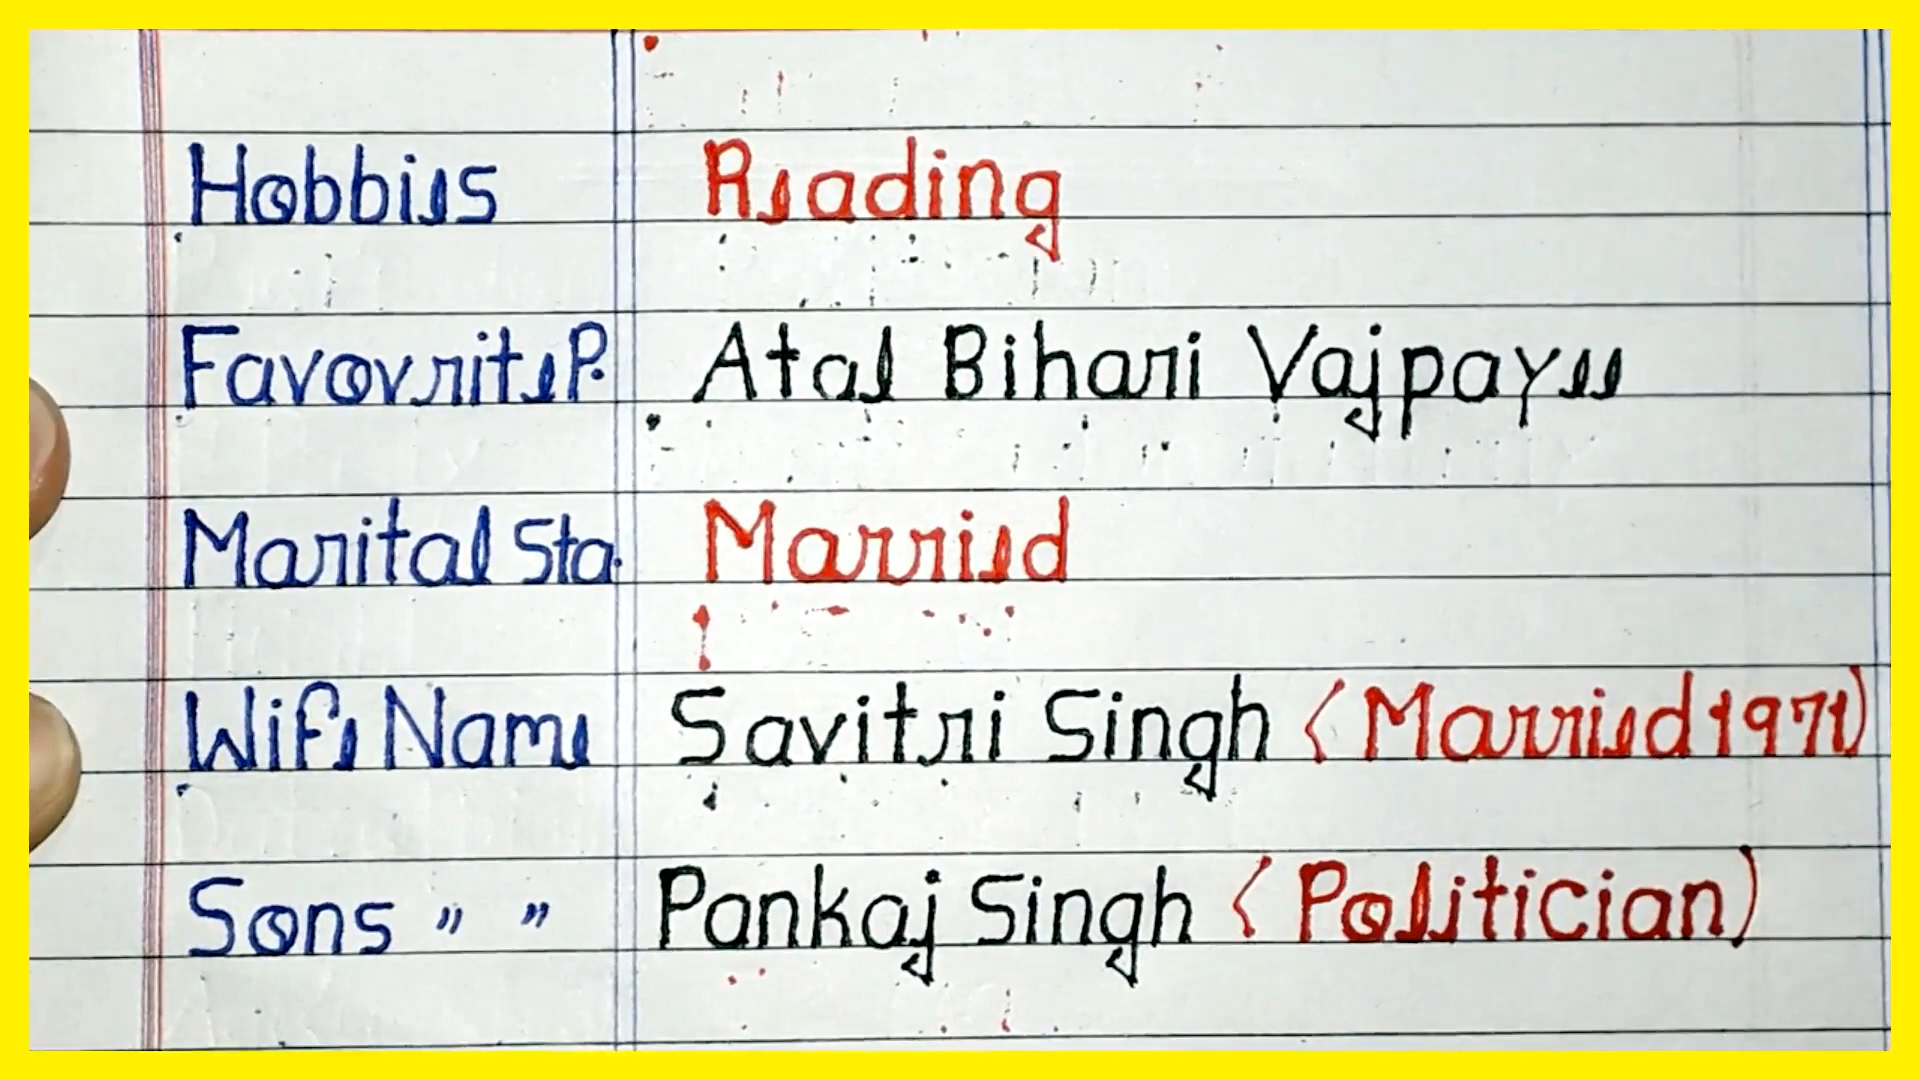 Hobbies Reading
Favourite P. Atal Bihari Vajpayee
Marital Sta. Married
Wife Name Savitri Singh (Married 1971)
Sons " " Pankaj Singh (Politician)